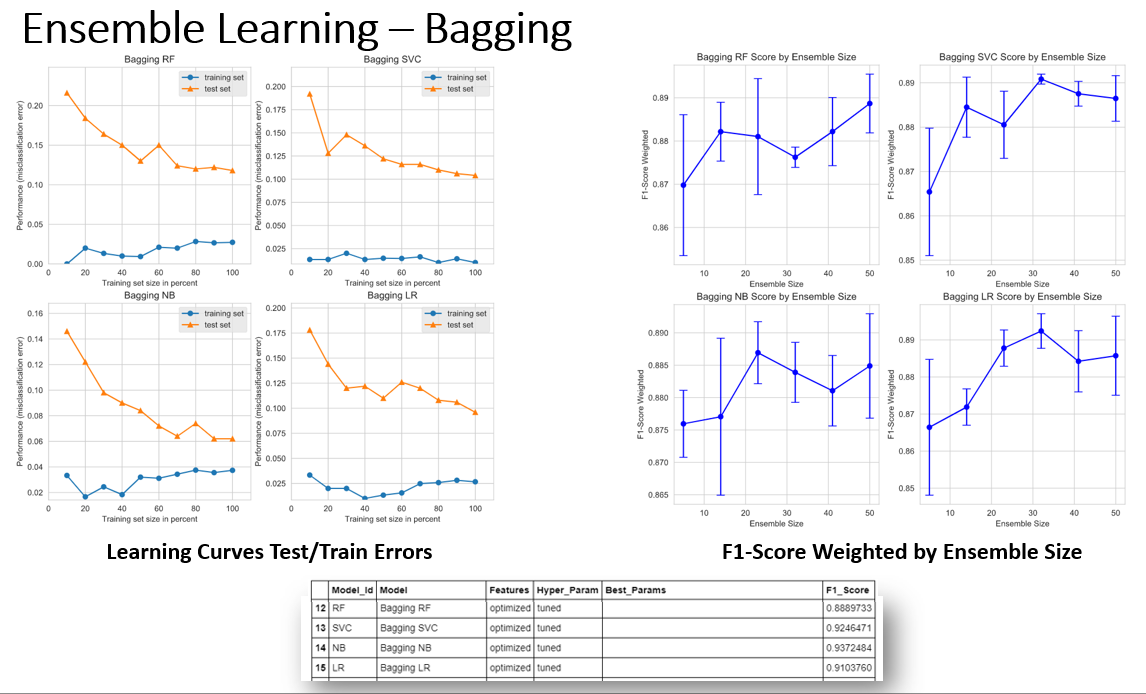 Ensemble Learning – Bagging
Bagging RF
training set
test set
Performance (misclassification error)
0.20
0.15
0.10
0.05
0.00
0 20 40 60 80 100
Training set size in percent
Bagging SVC
training set
test set
Performance (misclassification error)
0.200
0.175
0.150
0.125
0.100
0.075
0.050
0.025
0 20 40 60 80 100
Training set size in percent
Bagging NB
training set
test set
Performance (misclassification error)
0.16
0.14
0.12
0.10
0.08
0.06
0.04
0.02
0 20 40 60 80 100
Training set size in percent
Bagging LR
training set
test set
Performance (misclassification error)
0.200
0.175
0.150
0.125
0.100
0.050
0.025
0 20 40 60 80 100
Training set size in percent
Learning Curves Test/Train Errors
Bagging RF Score by Ensemble Size
F1-Score Weighted
0.89
0.88
0.87
0.86
10 20 30 40 50
Ensemble Size
Bagging SVC Score by Ensemble Size
F1-Score Weighted
0.89
0.88
0.87
0.86
0.85
10 20 30 40 50
Ensemble Size
Bagging NB Score by Ensemble Size
F1-Score Weighted
0.890
0.885
0.880
0.875
0.870
0.865
10 20 30 40 50
Ensemble Size
Bagging LR Score by Ensemble Size
F1-Score Weighted
0.89
0.88
0.87
0.86
0.85
10 20 30 40 50
Ensemble Size
F1-Score Weighted by Ensemble Size
Model_Id Model Features Hyper_Param Best_Params F1_Score
12 RF Bagging RF optimized tuned 0.8889733
13 SVC Bagging SVC optimized tuned 0.9246471
14 NB Bagging NB optimized tuned 0.9372484
15 LR Bagging LR optimized tuned 0.9103760